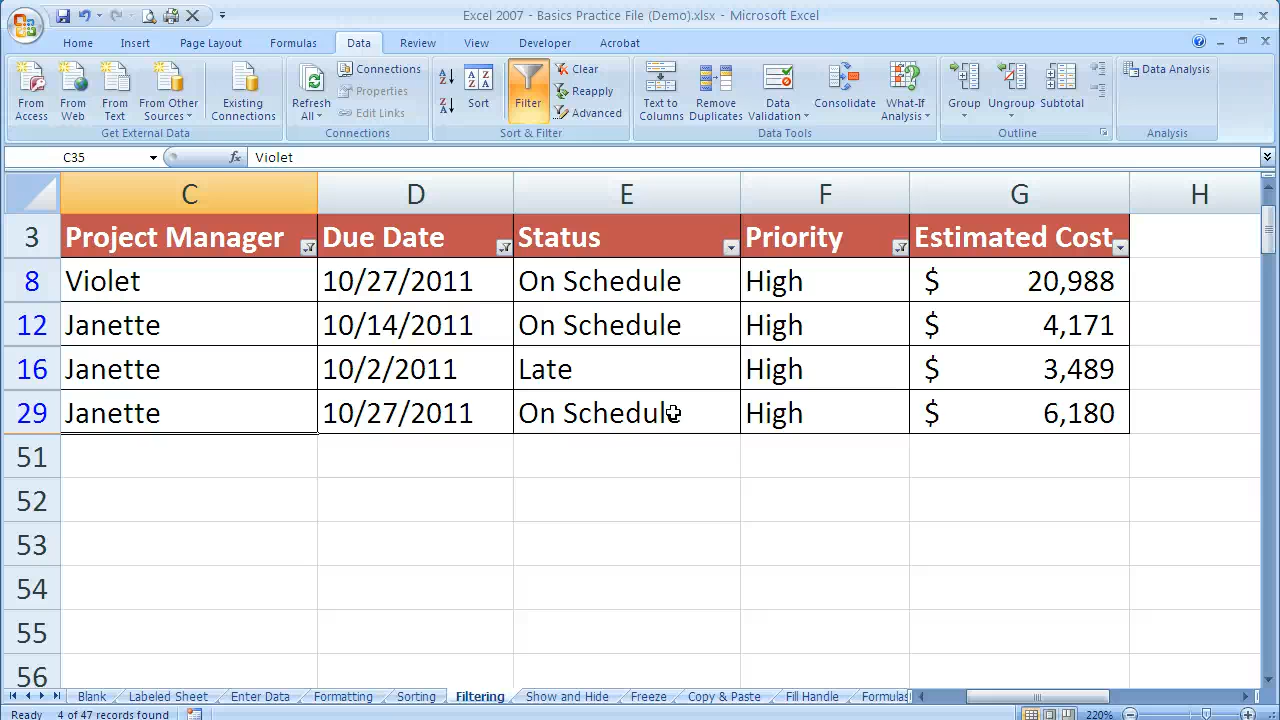 Excel 2007 - Basics Practice File (Demo).xlsx - Microsoft Excel
Home Insert Page Layout Formulas Data Review View Developer Acrobat
From Access
From Web
From Text
From Other Sources
Existing Connections
Get External Data
Refresh All
Connections
Properties
Edit Links
Connections
A Z
Z A
Sort
Filter
Clear
Reapply
Advanced
Sort & Filter
Text to Columns
Remove Duplicates
Data Validation
Consolidate
What-If Analysis
Data Tools
Group
Ungroup
Subtotal
Outline
Data Analysis
Analysis
C35 fx Violet
C D E F G H
3 Project Manager Due Date Status Priority Estimated Cost
8 Violet 10/27/2011 On Schedule High $ 20,988
12 Janette 10/14/2011 On Schedule High $ 4,171
16 Janette 10/2/2011 Late High $ 3,489
29 Janette 10/27/2011 On Schedule High $ 6,180
51
52
53
54
55
56
Blank Labeled Sheet Enter Data Formatting Sorting Filtering Show and Hide Freeze Copy & Paste Fill Handle Formulas
Ready 4 of 47 records found 220%